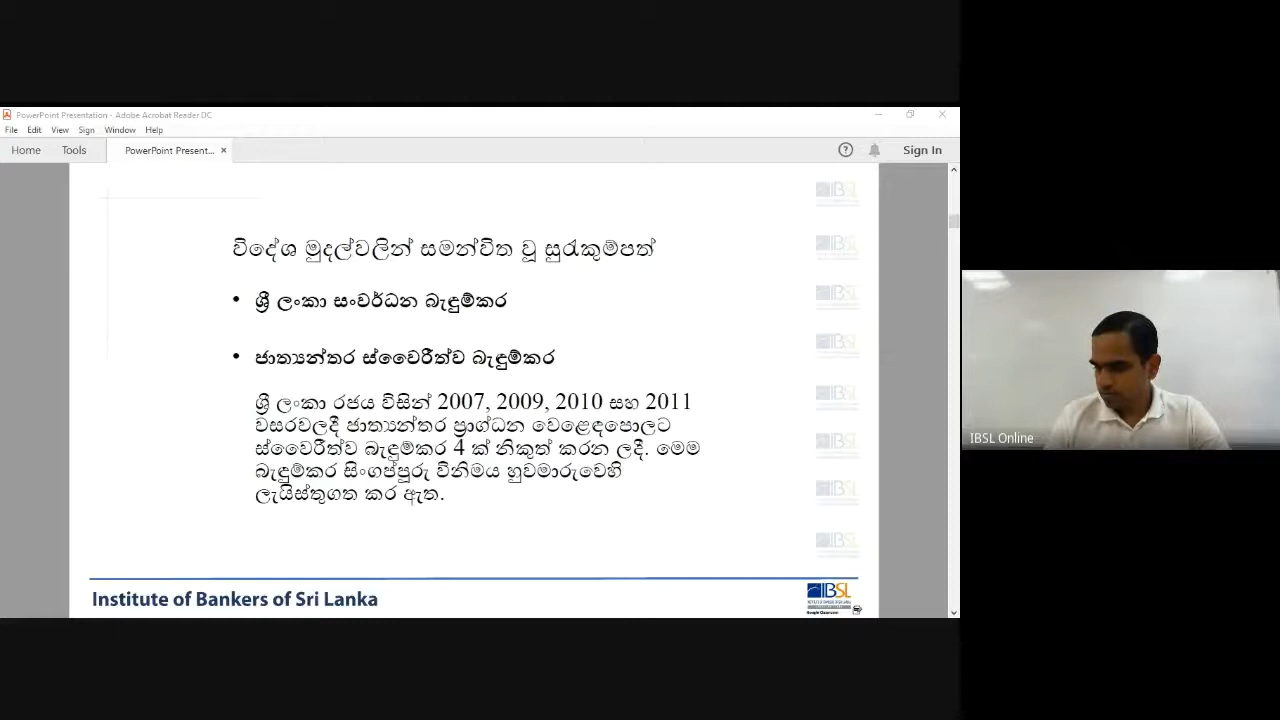 PowerPoint Presentation - Adobe Acrobat Reader DC
File Edit View Sign Window Help
Home Tools PowerPoint Present... × Sign In
විදේශ මුදල්වලින් සමන්විත වූ සුරැකුම්පත්
• ශ්‍රී ලංකා සංවර්ධන බැඳුම්කර
• ජාත්‍යන්තර ස්වෛරීත්ව බැඳුම්කර
ශ්‍රී ලංකා රජය විසින් 2007, 2009, 2010 සහ 2011
වසරවලදී ජාත්‍යන්තර ප්‍රාග්ධන වෙළෙඳපොලට
ස්වෛරීත්ව බැඳුම්කර 4 ක් නිකුත් කරන ලදී. මෙම
බැඳුම්කර සිංගප්පූරු විනිමය හුවමාරුවෙහි
ලැයිස්තුගත කර ඇත.
Institute of Bankers of Sri Lanka
IBSL
IBSL Online